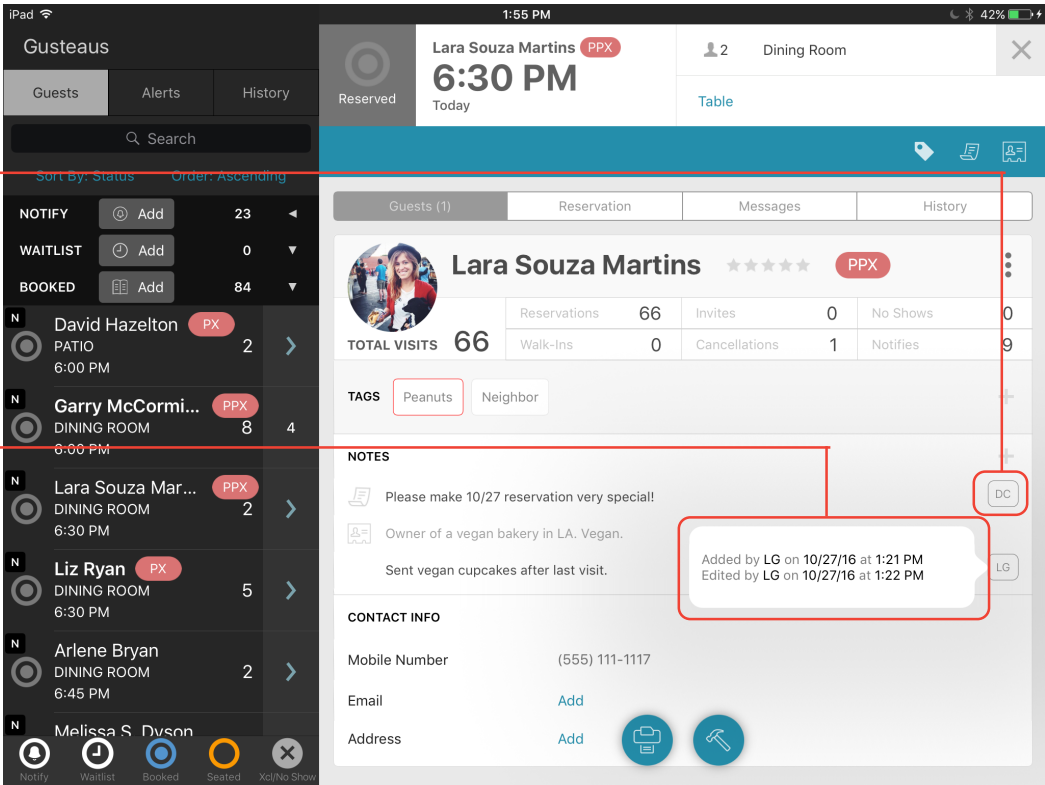 iPad 1:55 PM 42%
Gusteaus
Guests Alerts History
Search
Sort By: Status Order: Ascending
NOTIFY Add 23
WAITLIST Add 0
BOOKED Add 84
N
David Hazelton PX
PATIO 2
6:00 PM
N
Garry McCormi... PPX
DINING ROOM 8 4
6:00 PM
N
Lara Souza Mar... PPX
DINING ROOM 2
6:30 PM
N
Liz Ryan PX
DINING ROOM 5
6:30 PM
N
Arlene Bryan
DINING ROOM 2
6:45 PM
N
Melissa S. Dyson
Notify Waitlist Booked Seated Xcl/No Show
Reserved
Lara Souza Martins PPX
6:30 PM
Today
2 Dining Room
Table
Guests (1) Reservation Messages History
Lara Souza Martins PPX
TOTAL VISITS 66
Reservations 66 Invites 0 No Shows 0
Walk-Ins 0 Cancellations 1 Notifies 9
TAGS Peanuts Neighbor
NOTES
Please make 10/27 reservation very special! DC
Owner of a vegan bakery in LA. Vegan.
Sent vegan cupcakes after last visit. LG
Added by LG on 10/27/16 at 1:21 PM
Edited by LG on 10/27/16 at 1:22 PM
CONTACT INFO
Mobile Number (555) 111-1117
Email Add
Address Add